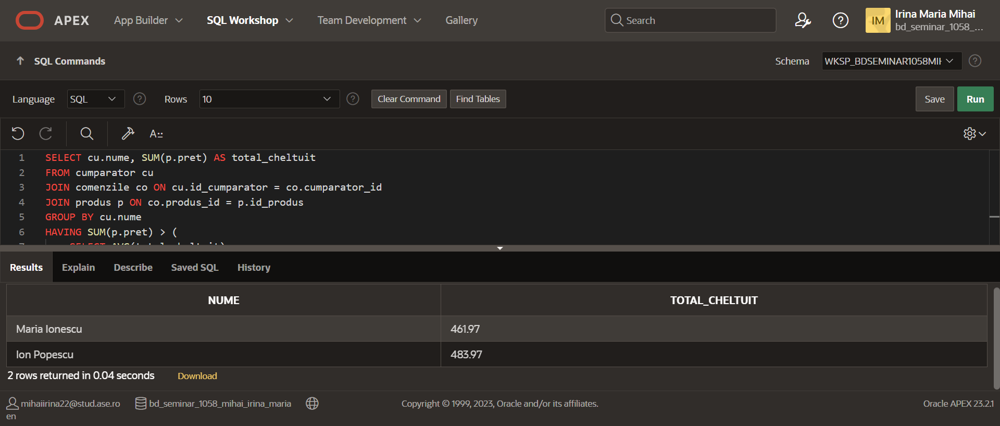 APEX App Builder SQL Workshop Team Development Gallery Search Irina Maria Mihai
IM bd_seminar_1058_...
SQL Commands Schema WKSP_BDSEMINAR1058MIH
Language SQL Rows 10 Clear Command Find Tables Save Run
A::
1 SELECT cu.nume, SUM(p.pret) AS total_cheltuit
2 FROM cumparator cu
3 JOIN comenzile co ON cu.id_cumparator = co.cumparator_id
4 JOIN produs p ON co.produs_id = p.id_produs
5 GROUP BY cu.nume
6 HAVING SUM(p.pret) > (
Results Explain Describe Saved SQL History
NUME TOTAL_CHELTUIT
Maria Ionescu 461.97
Ion Popescu 483.97
2 rows returned in 0.04 seconds Download
mihaiirina22@stud.ase.ro bd_seminar_1058_mihai_irina_maria Copyright © 1999, 2023, Oracle and/or its affiliates. Oracle APEX 23.2.1
en